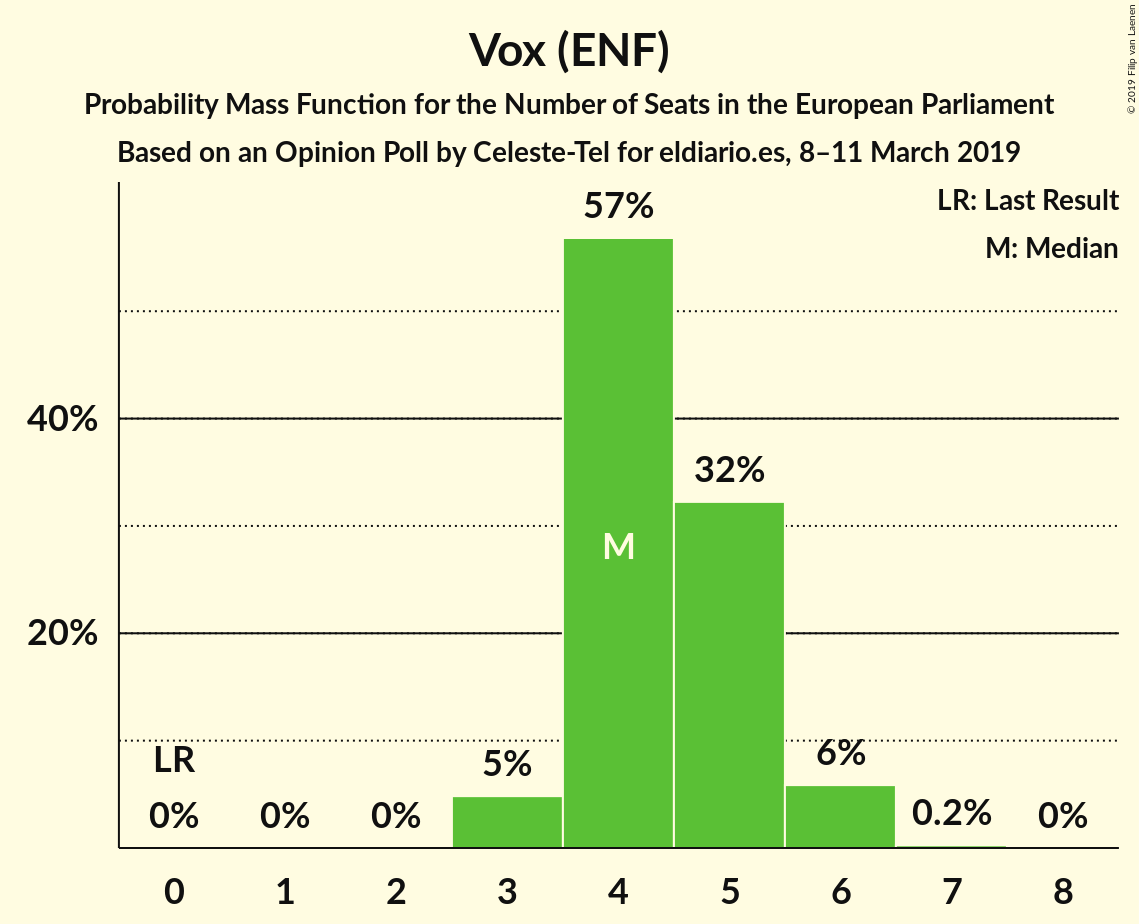 Vox (ENF)
Probability Mass Function for the Number of Seats in the European Parliament
Based on an Opinion Poll by Celeste-Tel for eldiario.es, 8–11 March 2019
© 2019 Filip van Laenen
LR: Last Result
M: Median
57%
40%
32%
M
20%
LR
0%
0%
0%
5%
6%
0.2%
0%
0 1 2 3 4 5 6 7 8